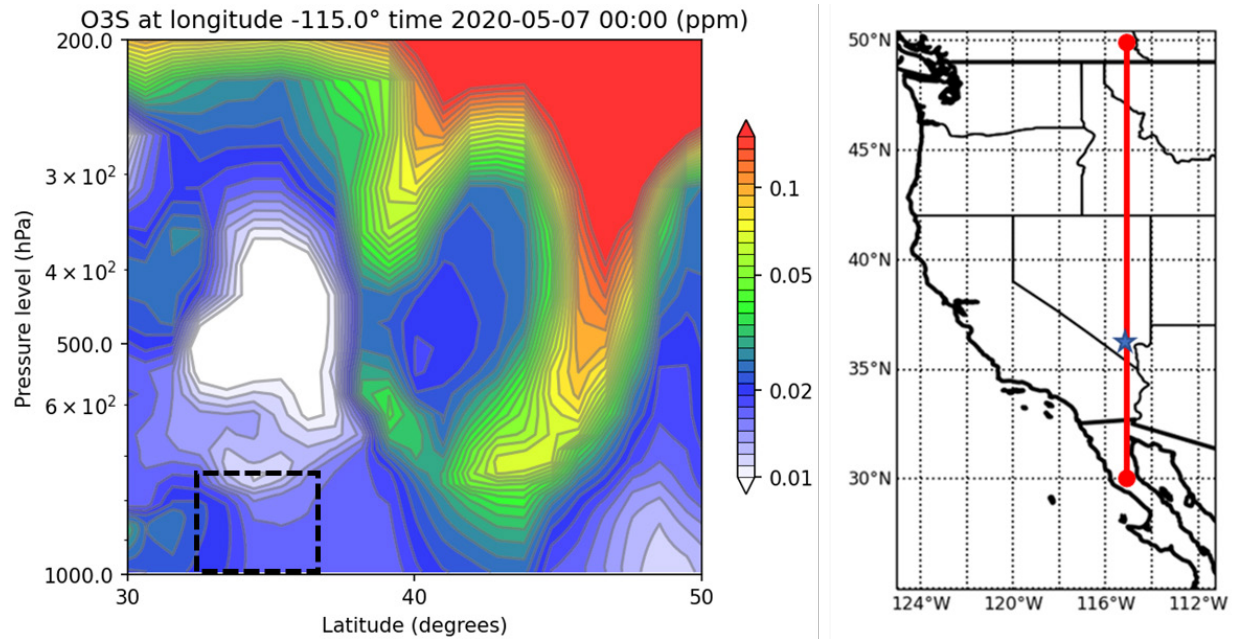 O3S at longitude -115.0° time 2020-05-07 00:00 (ppm)
200.0
3 × 10²
4 × 10²
500.0
6 × 10²
1000.0
Pressure level (hPa)
30
40
50
Latitude (degrees)
0.1
0.05
0.02
0.01
50°N
45°N
40°N
35°N
30°N
124°W
120°W
116°W
112°W